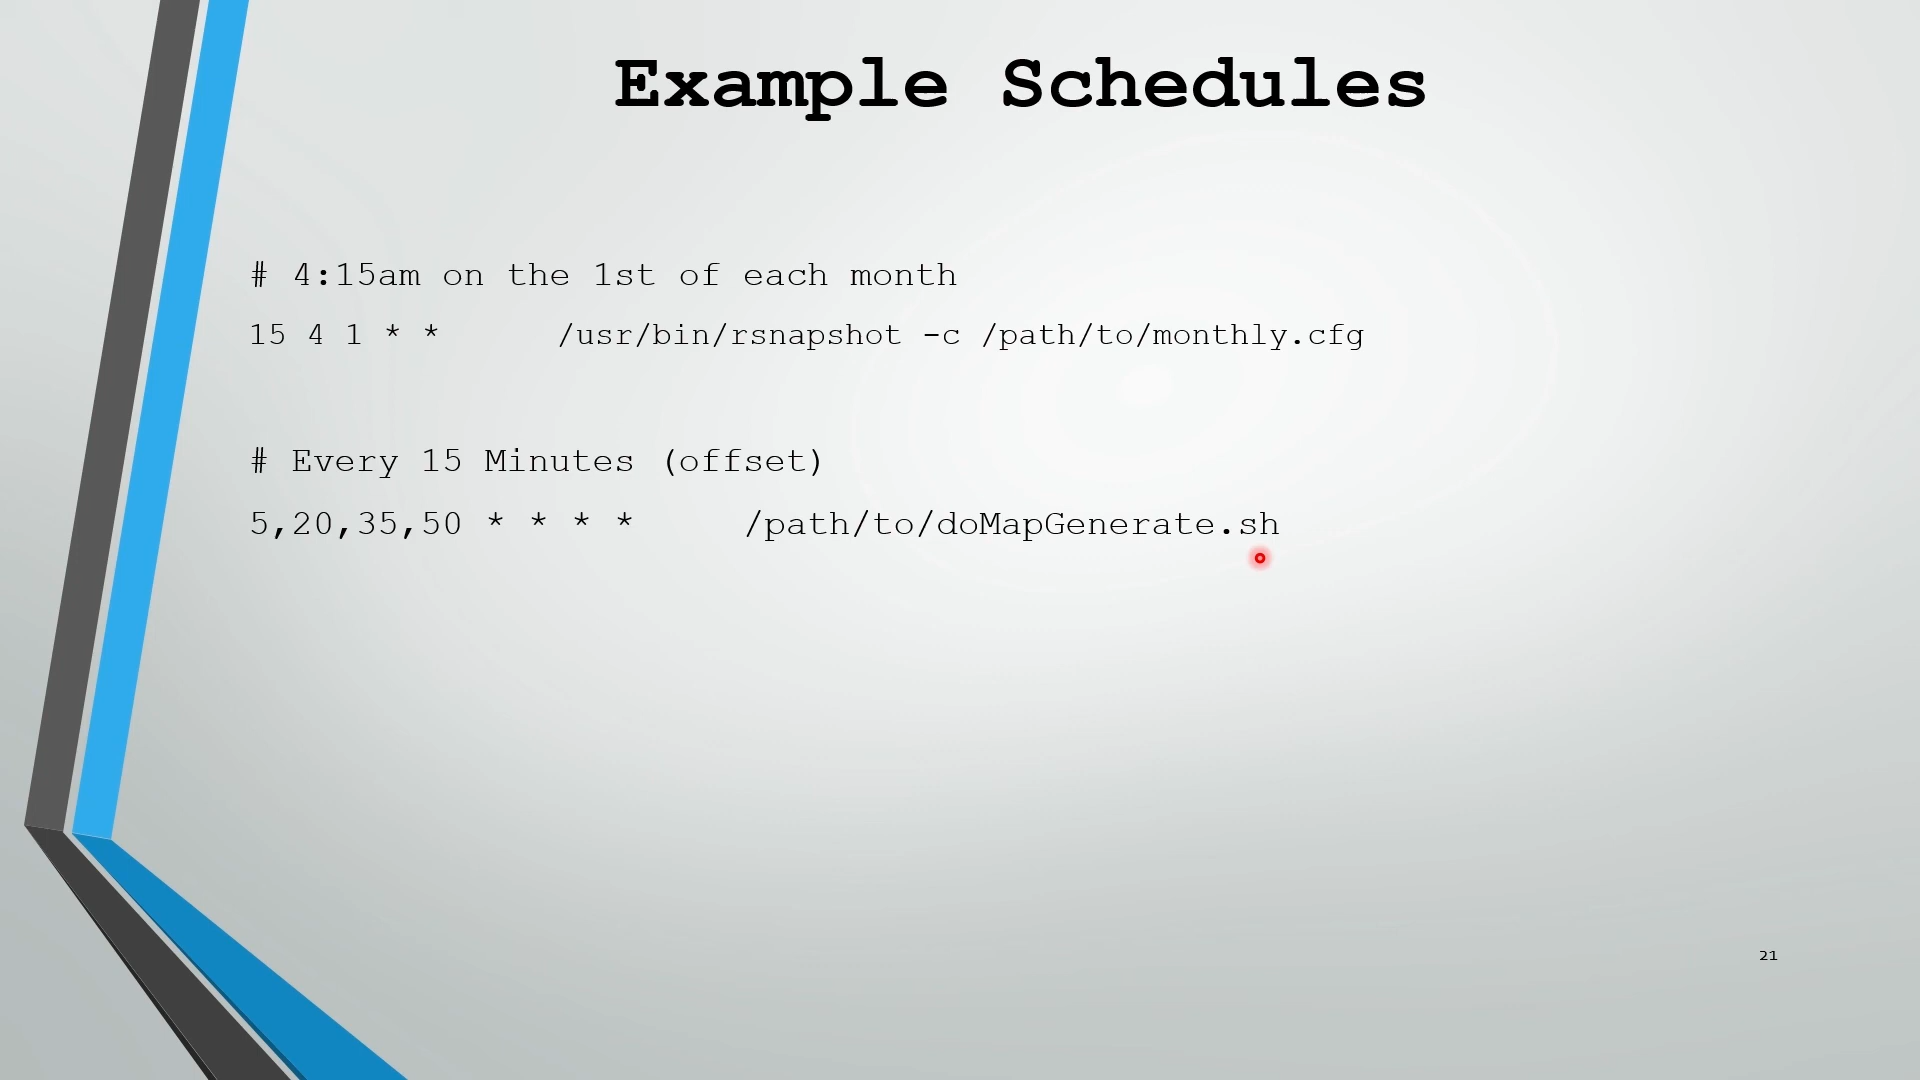 Example Schedules
# 4:15am on the 1st of each month
15 4 1 * *      /usr/bin/rsnapshot -c /path/to/monthly.cfg
# Every 15 Minutes (offset)
5,20,35,50 * * * *     /path/to/doMapGenerate.sh
21